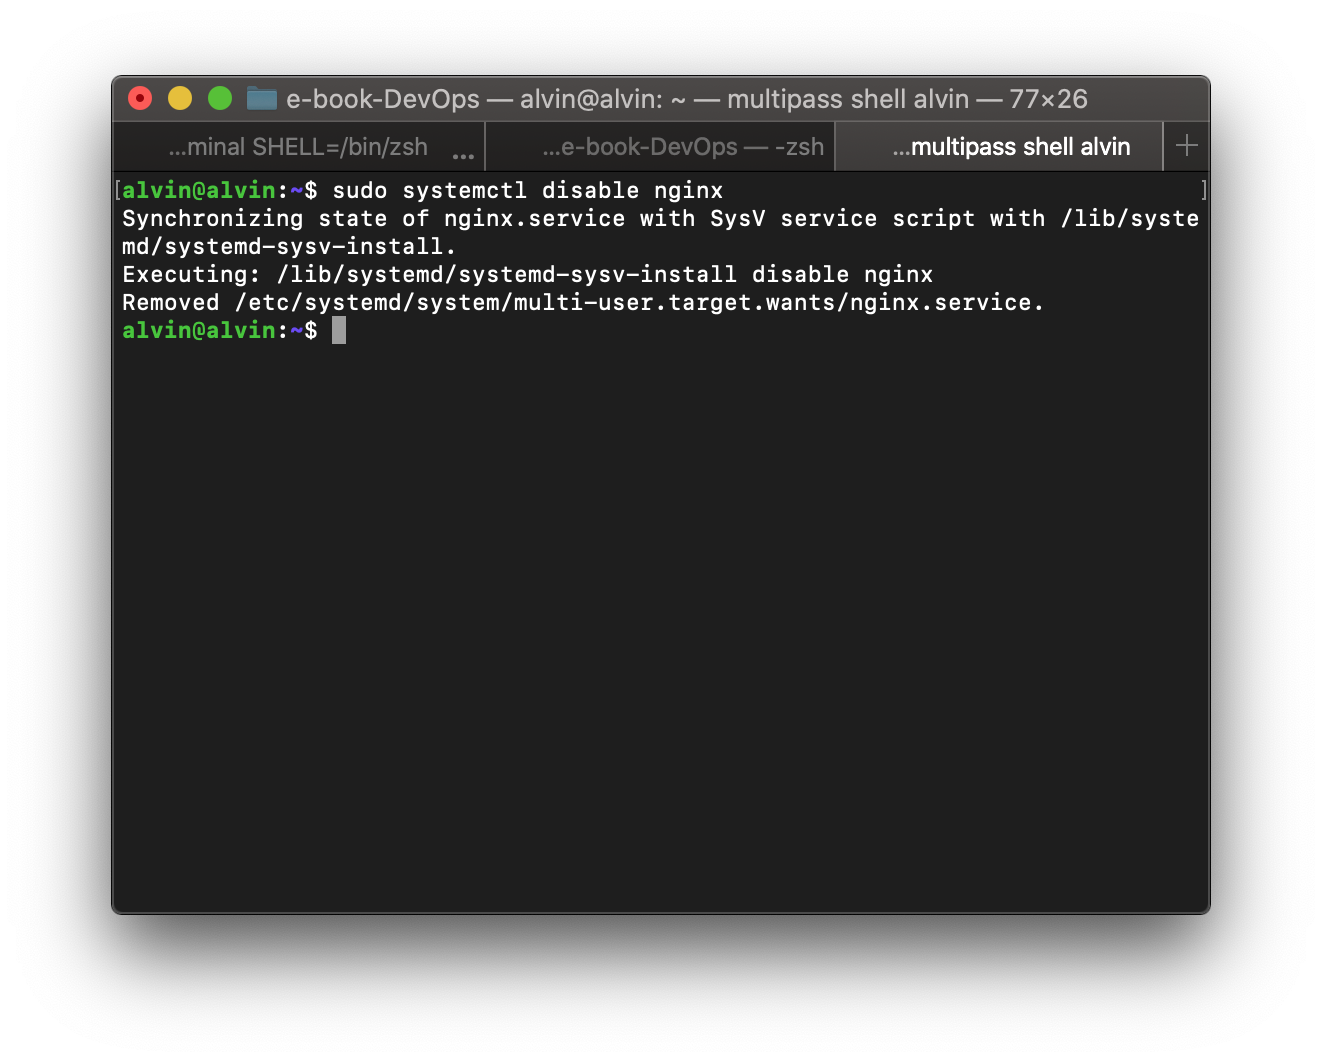 e-book-DevOps — alvin@alvin: ~ — multipass shell alvin — 77×26
...minal SHELL=/bin/zsh ... ...e-book-DevOps — -zsh ...multipass shell alvin +
[alvin@alvin:~$ sudo systemctl disable nginx ]
Synchronizing state of nginx.service with SysV service script with /lib/syste
md/systemd-sysv-install.
Executing: /lib/systemd/systemd-sysv-install disable nginx
Removed /etc/systemd/system/multi-user.target.wants/nginx.service.
alvin@alvin:~$